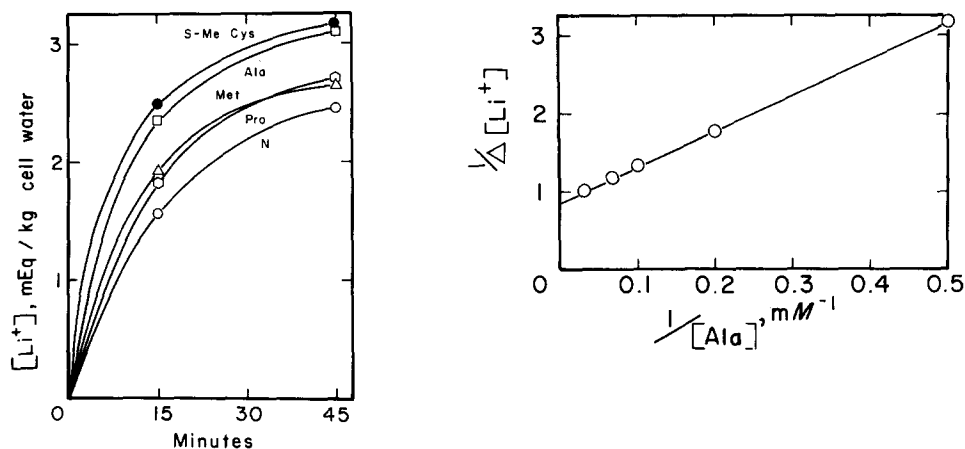 [Li⁺], mEq / kg cell water
3
2
1
0
15
30
45
Minutes
S-Me Cys
Ala
Met
Pro
N
1/Δ [Li⁺]
3
2
1
0
0.1
0.2
0.3
0.4
0.5
1/[Ala], mM⁻¹